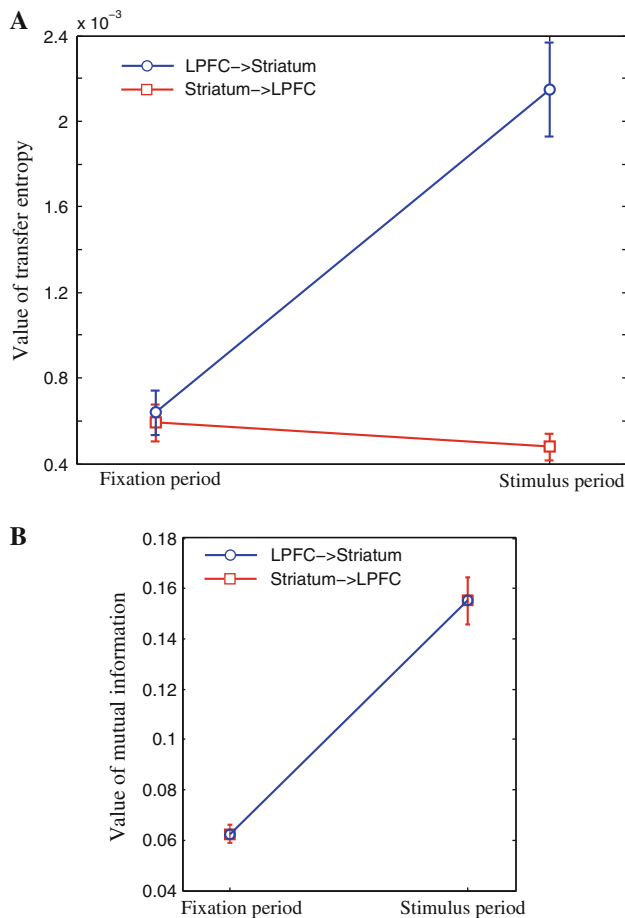 A
x 10⁻³
2.4
2
1.6
1.2
0.8
0.4
Value of transfer entropy
LPFC->Striatum
Striatum->LPFC
Fixation period
Stimulus period
B
0.18
0.16
0.14
0.12
0.1
0.08
0.06
0.04
Value of mutual information
LPFC->Striatum
Striatum->LPFC
Fixation period
Stimulus period